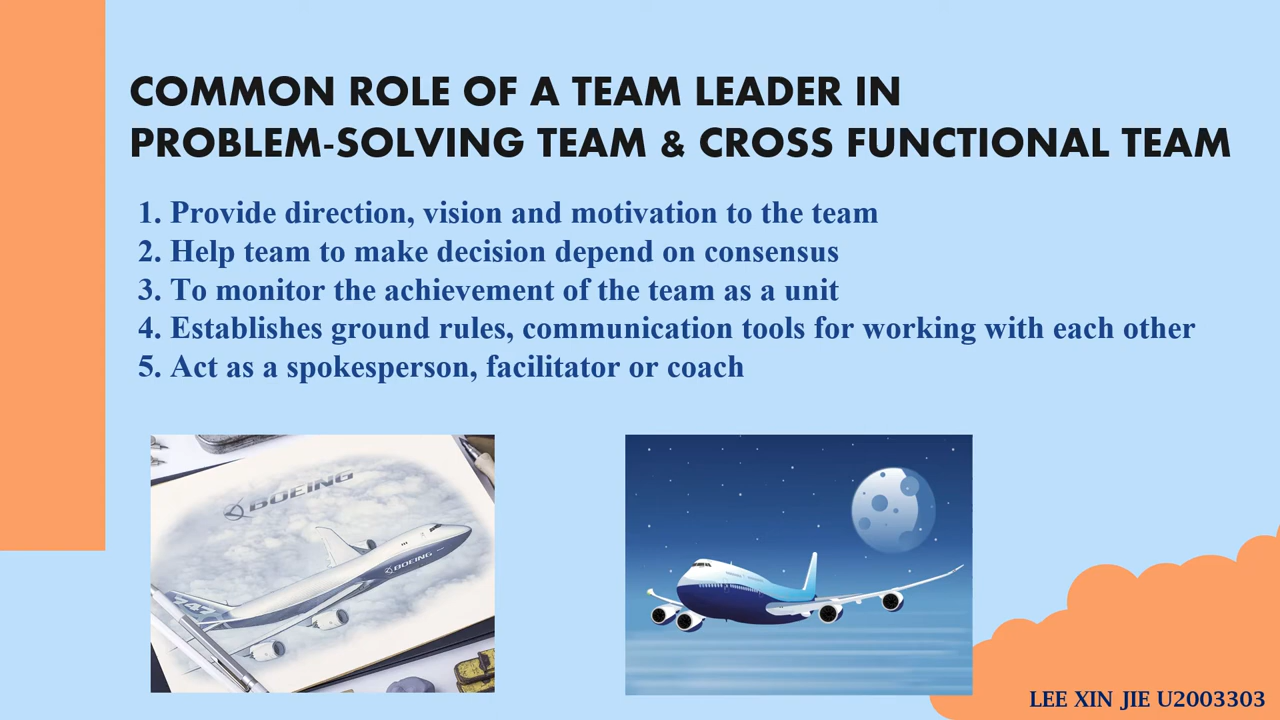 COMMON ROLE OF A TEAM LEADER IN
PROBLEM-SOLVING TEAM & CROSS FUNCTIONAL TEAM
1. Provide direction, vision and motivation to the team
2. Help team to make decision depend on consensus
3. To monitor the achievement of the team as a unit
4. Establishes ground rules, communication tools for working with each other
5. Act as a spokesperson, facilitator or coach
BOEING
BOEING
747
LEE XIN JIE U2003303